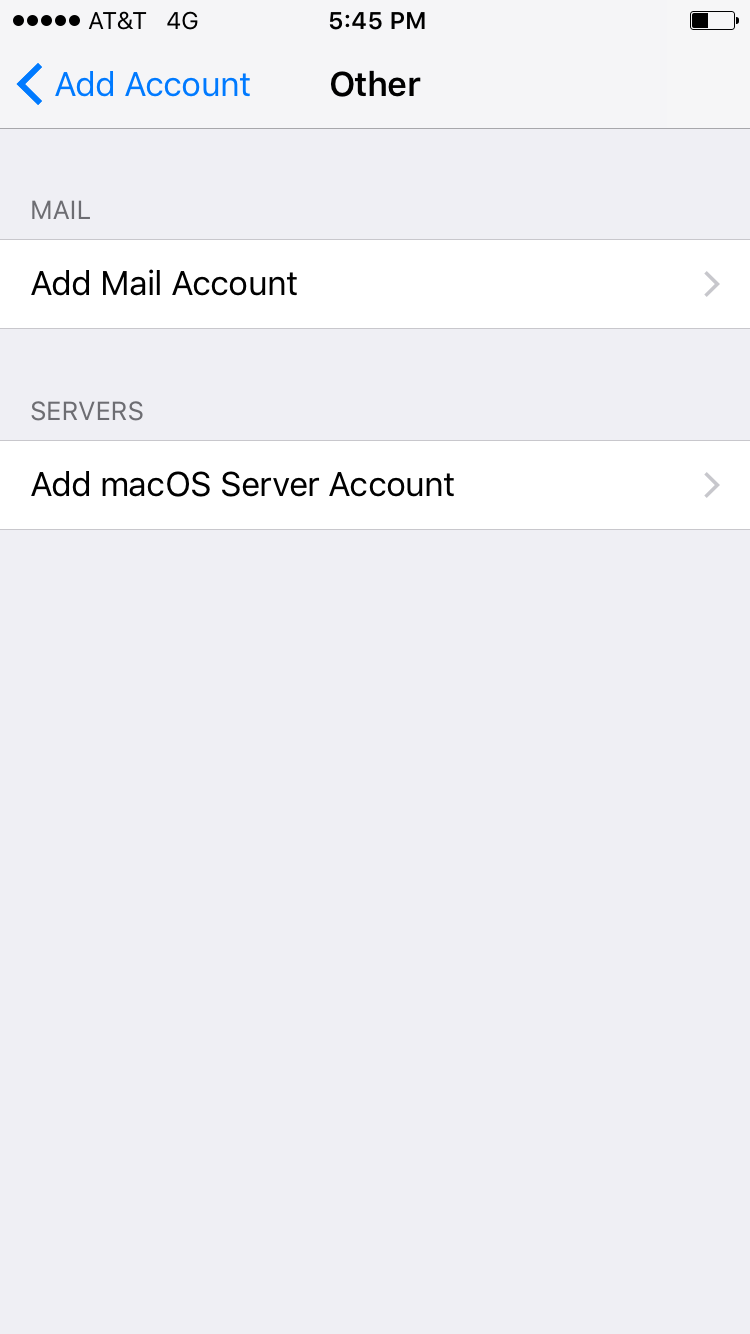 AT&T 4G 5:45 PM
Add Account Other
MAIL
Add Mail Account
SERVERS
Add macOS Server Account